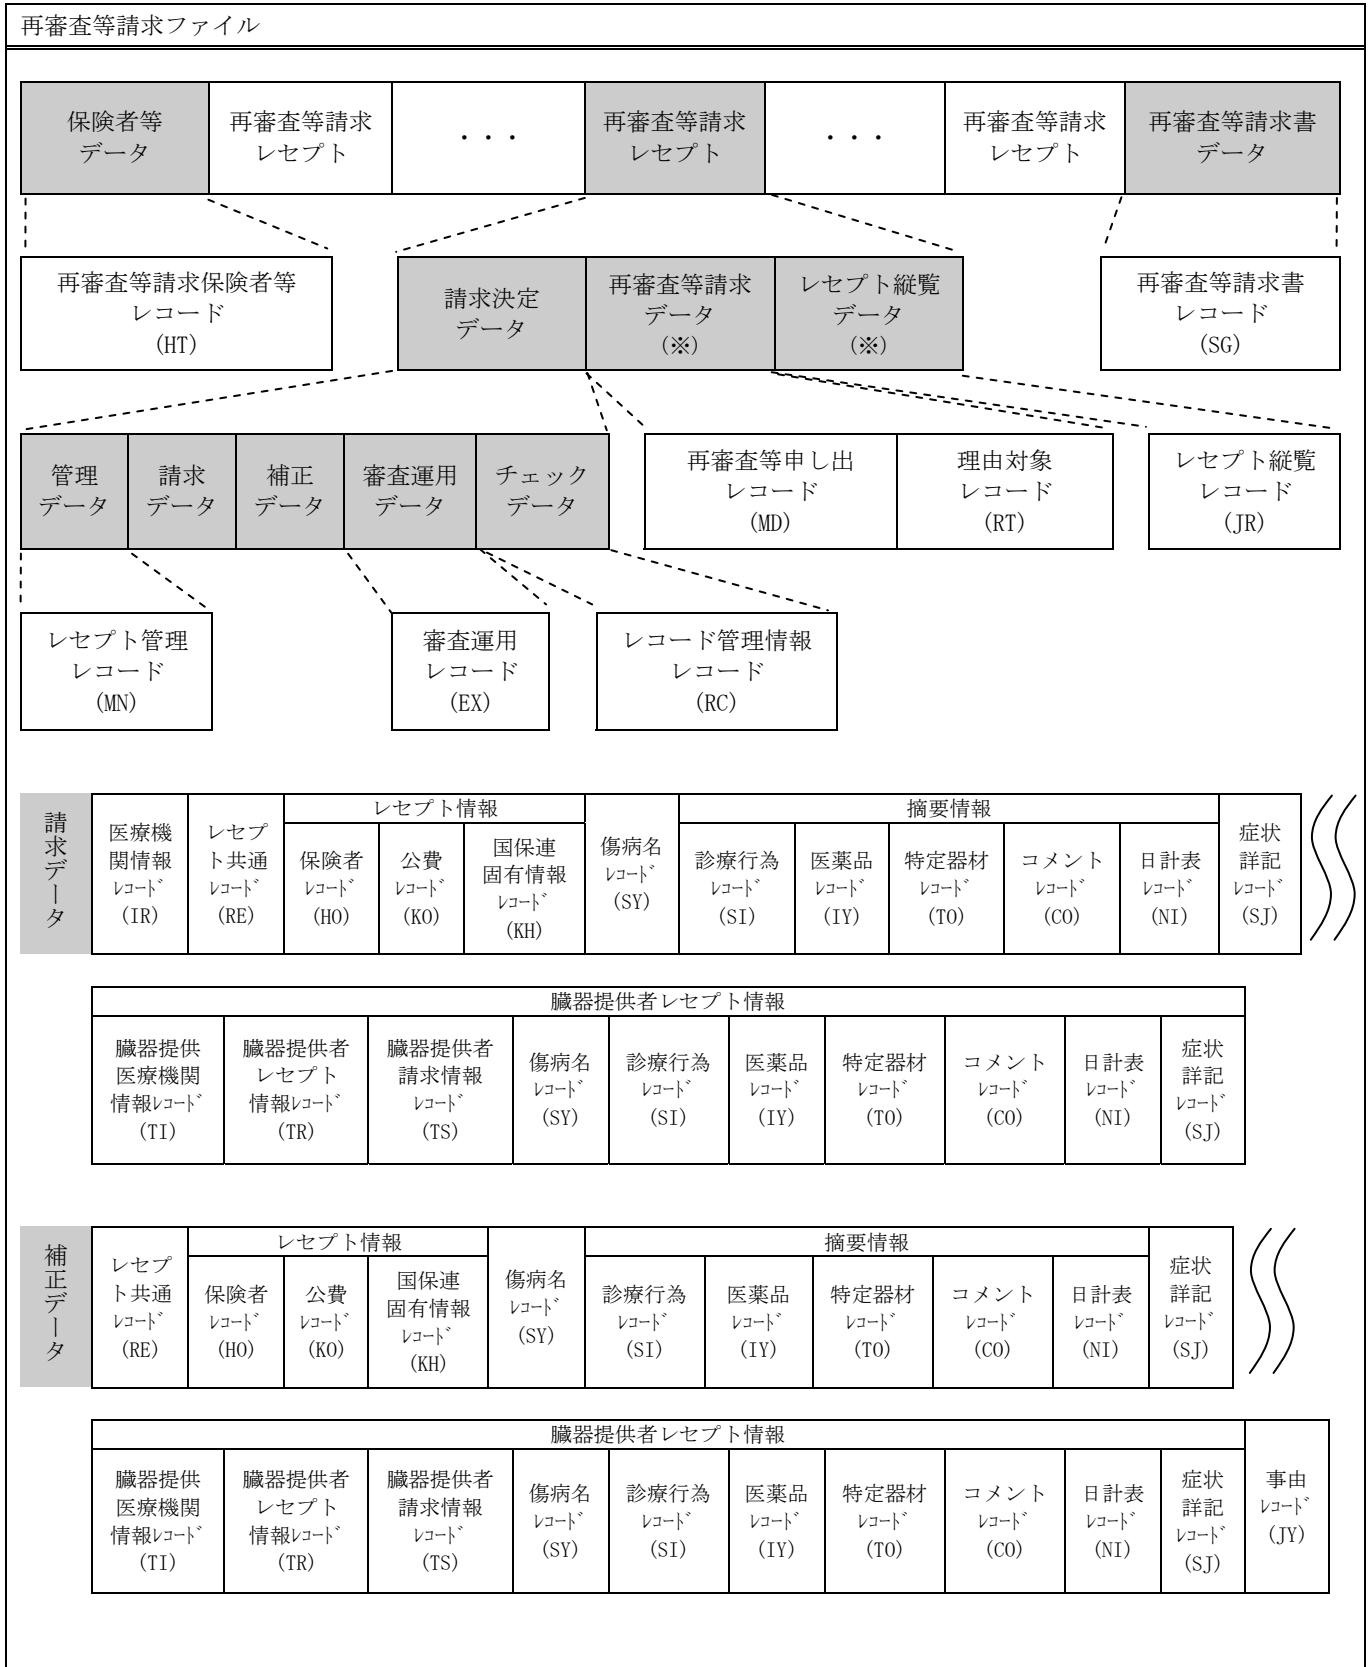 再審査等請求ファイル
保険者等
データ
再審査等請求
レセプト
・・・
再審査等請求
レセプト
・・・
再審査等請求
レセプト
再審査等請求書
データ
再審査等請求保険者等
レコード
(HT)
請求決定
データ
再審査等請求
データ
(※)
レセプト縦覧
データ
(※)
再審査等請求書
レコード
(SG)
管理
データ
請求
データ
補正
データ
審査運用
データ
チェック
データ
再審査等申し出
レコード
(MD)
理由対象
レコード
(RT)
レセプト縦覧
レコード
(JR)
レセプト管理
レコード
(MN)
審査運用
レコード
(EX)
レコード管理情報
レコード
(RC)
請求データ
医療機
関情報
ﾚｺｰﾄﾞ
(IR)
レセプ
ト共通
ﾚｺｰﾄﾞ
(RE)
レセプト情報
保険者
ﾚｺｰﾄﾞ
(HO)
公費
ﾚｺｰﾄﾞ
(KO)
国保連
固有情報
ﾚｺｰﾄﾞ
(KH)
傷病名
ﾚｺｰﾄﾞ
(SY)
摘要情報
診療行為
ﾚｺｰﾄﾞ
(SI)
医薬品
ﾚｺｰﾄﾞ
(IY)
特定器材
ﾚｺｰﾄﾞ
(TO)
コメント
ﾚｺｰﾄﾞ
(CO)
日計表
ﾚｺｰﾄﾞ
(NI)
症状
詳記
ﾚｺｰﾄﾞ
(SJ)
臓器提供者レセプト情報
臓器提供
医療機関
情報ﾚｺｰﾄﾞ
(TI)
臓器提供者
レセプト
情報ﾚｺｰﾄﾞ
(TR)
臓器提供者
請求情報
ﾚｺｰﾄﾞ
(TS)
傷病名
ﾚｺｰﾄﾞ
(SY)
診療行為
ﾚｺｰﾄﾞ
(SI)
医薬品
ﾚｺｰﾄﾞ
(IY)
特定器材
ﾚｺｰﾄﾞ
(TO)
コメント
ﾚｺｰﾄﾞ
(CO)
日計表
ﾚｺｰﾄﾞ
(NI)
症状
詳記
ﾚｺｰﾄﾞ
(SJ)
補正データ
レセプ
ト共通
ﾚｺｰﾄﾞ
(RE)
レセプト情報
保険者
ﾚｺｰﾄﾞ
(HO)
公費
ﾚｺｰﾄﾞ
(KO)
国保連
固有情報
ﾚｺｰﾄﾞ
(KH)
傷病名
ﾚｺｰﾄﾞ
(SY)
摘要情報
診療行為
ﾚｺｰﾄﾞ
(SI)
医薬品
ﾚｺｰﾄﾞ
(IY)
特定器材
ﾚｺｰﾄﾞ
(TO)
コメント
ﾚｺｰﾄﾞ
(CO)
日計表
ﾚｺｰﾄﾞ
(NI)
症状
詳記
ﾚｺｰﾄﾞ
(SJ)
臓器提供者レセプト情報
臓器提供
医療機関
情報ﾚｺｰﾄﾞ
(TI)
臓器提供者
レセプト
情報ﾚｺｰﾄﾞ
(TR)
臓器提供者
請求情報
ﾚｺｰﾄﾞ
(TS)
傷病名
ﾚｺｰﾄﾞ
(SY)
診療行為
ﾚｺｰﾄﾞ
(SI)
医薬品
ﾚｺｰﾄﾞ
(IY)
特定器材
ﾚｺｰﾄﾞ
(TO)
コメント
ﾚｺｰﾄﾞ
(CO)
日計表
ﾚｺｰﾄﾞ
(NI)
症状
詳記
ﾚｺｰﾄﾞ
(SJ)
事由
ﾚｺｰﾄﾞ
(JY)